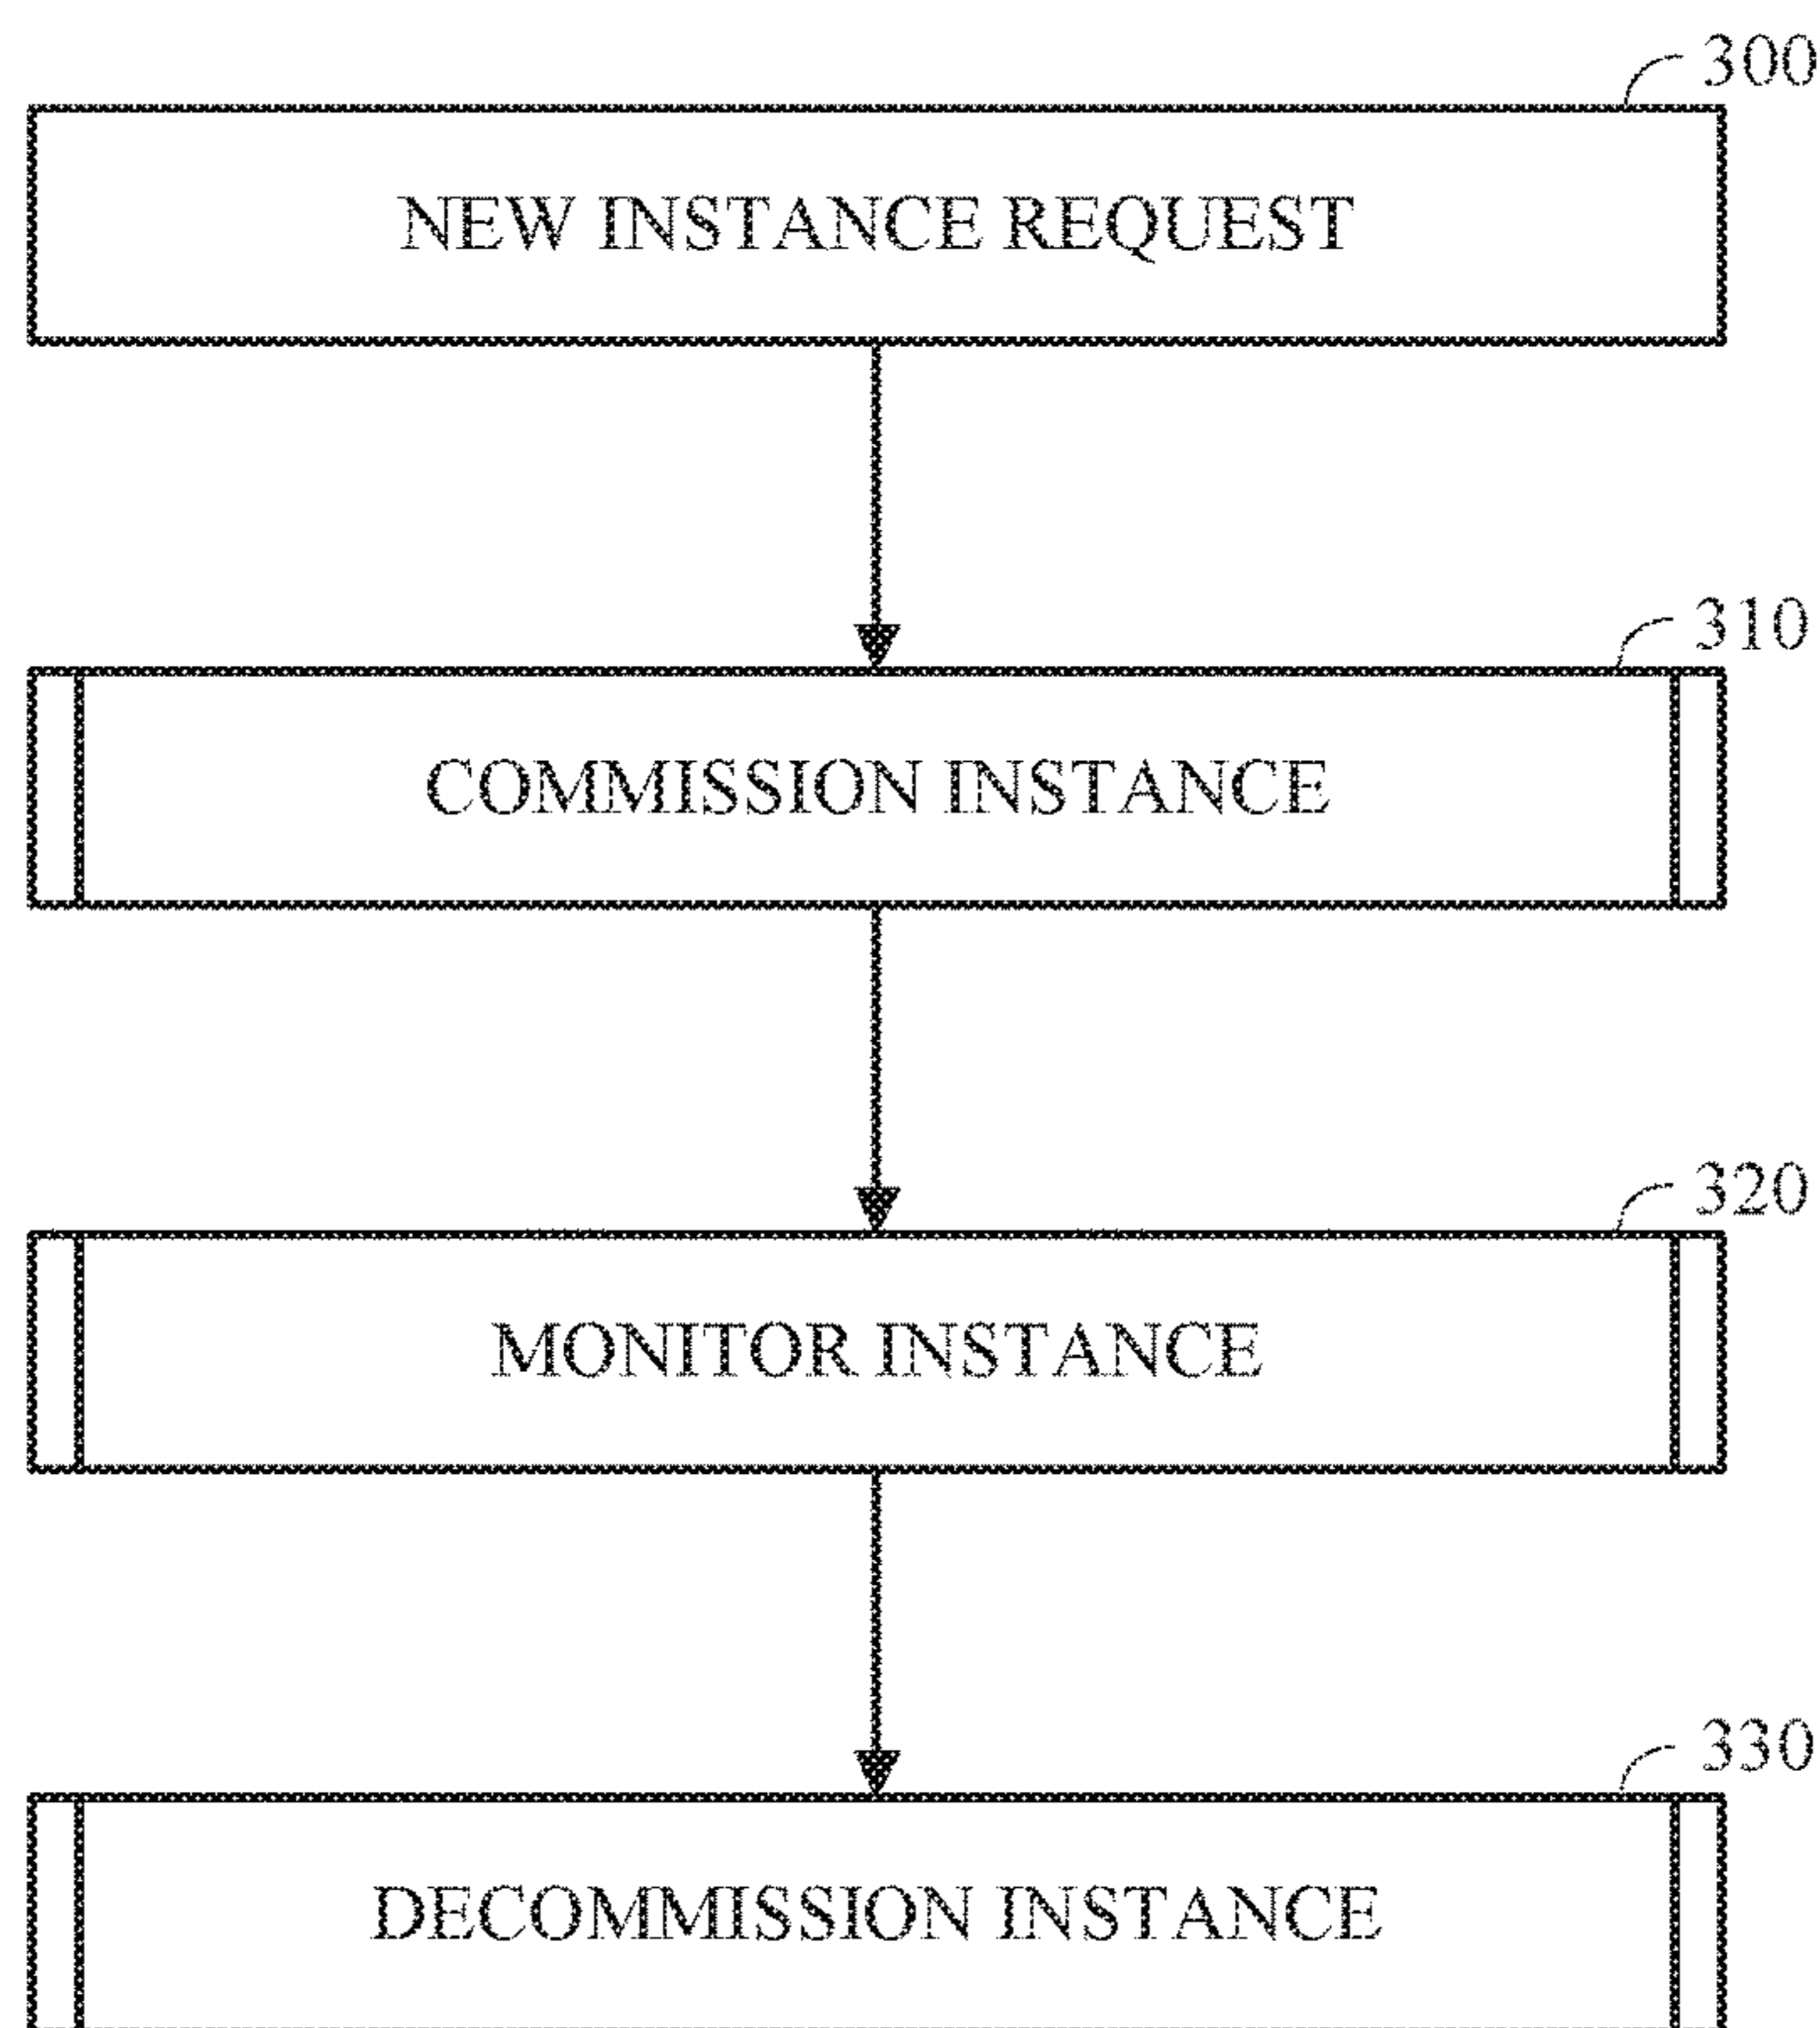 300
NEW INSTANCE REQUEST
310
COMMISSION INSTANCE
320
MONITOR INSTANCE
330
DECOMMISSION INSTANCE